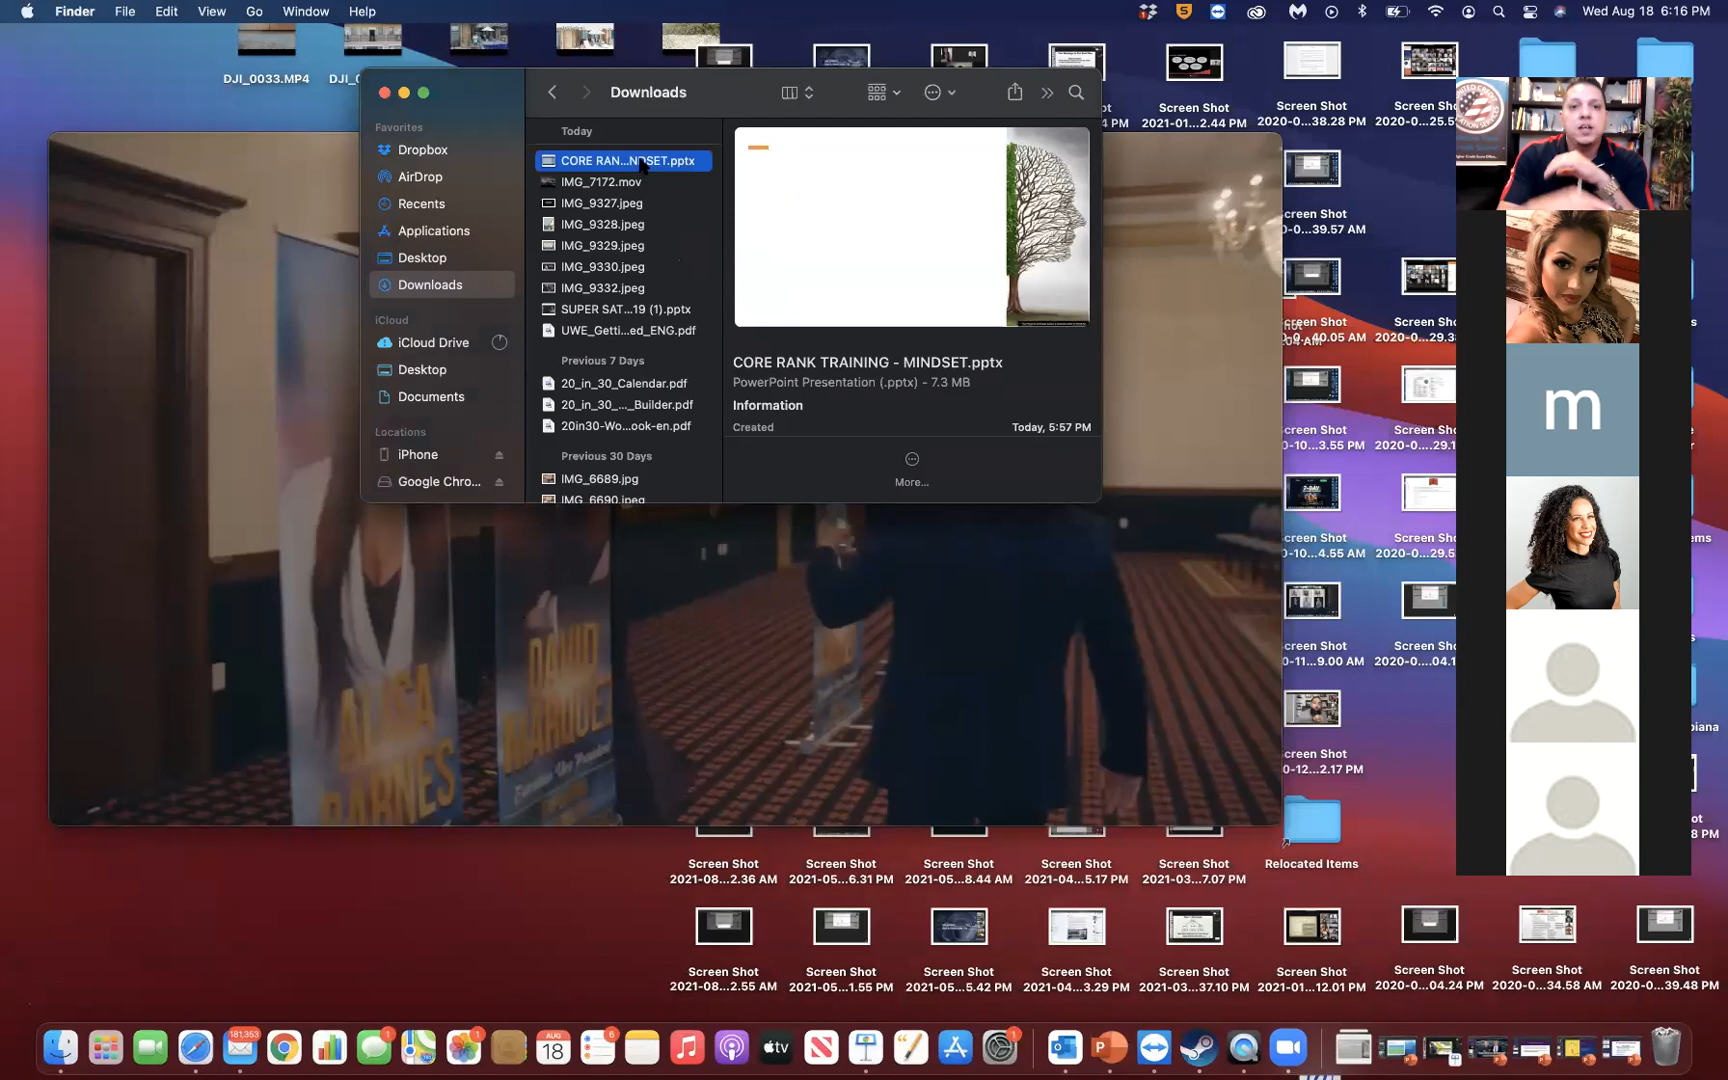 Finder File Edit View Go Window Help
Wed Aug 18 6:16 PM
DJI_0033.MP4
Downloads
Favorites
Dropbox
AirDrop
Recents
Applications
Desktop
Downloads
iCloud
iCloud Drive
Desktop
Documents
Locations
iPhone
Google Chro...
Today
CORE RAN...NDSET.pptx
IMG_7172.mov
IMG_9327.jpeg
IMG_9328.jpeg
IMG_9329.jpeg
IMG_9330.jpeg
IMG_9332.jpeg
SUPER SAT...19 (1).pptx
UWE_Getti...ed_ENG.pdf
Previous 7 Days
20_in_30_Calendar.pdf
20_in_30_..._Builder.pdf
20in30-Wo...ook-en.pdf
Previous 30 Days
IMG_6689.jpg
IMG_6690.jpeg
CORE RANK TRAINING - MINDSET.pptx
PowerPoint Presentation (.pptx) - 7.3 MB
Information
Created Today, 5:57 PM
More...
Screen Shot
2021-01...2.44 PM
Screen Shot
2020-0...38.28 PM
m
ALISA
BARNES
DAVID
Relocated Items
Screen Shot
2021-08...2.36 AM
Screen Shot
2021-05...6.31 PM
Screen Shot
2021-05...8.44 AM
Screen Shot
2021-04...5.17 PM
Screen Shot
2021-03...7.07 PM
Screen Shot
2021-08...2.55 AM
Screen Shot
2021-05...1.55 PM
Screen Shot
2021-05...5.42 PM
Screen Shot
2021-04...3.29 PM
Screen Shot
2021-03...37.10 PM
Screen Shot
2021-01...12.01 PM
Screen Shot
2020-0...04.24 PM
Screen Shot
2020-0...34.58 AM
Screen Shot
2020-0...39.48 PM
181,363
AUG
18
tv